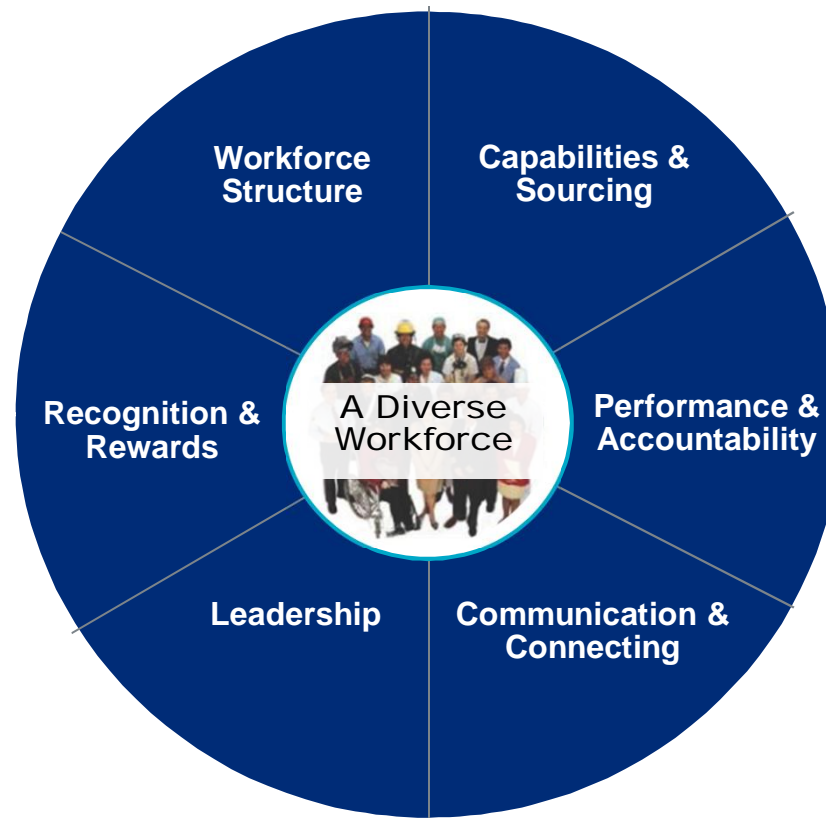 Workforce
Structure
Capabilities &
Sourcing
Recognition &
Rewards
A Diverse
Workforce
Performance &
Accountability
Leadership
Communication &
Connecting